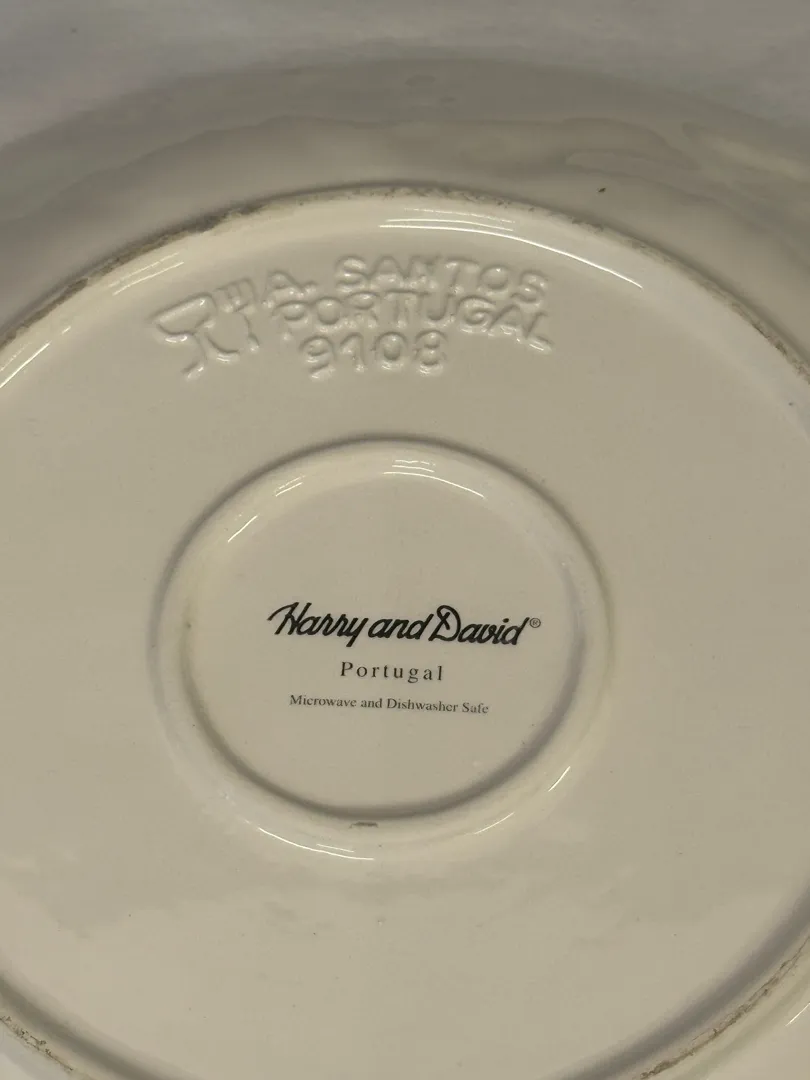 A. SANTOS
PORTUGAL
9108
Harry and David®
Portugal
Microwave and Dishwasher Safe